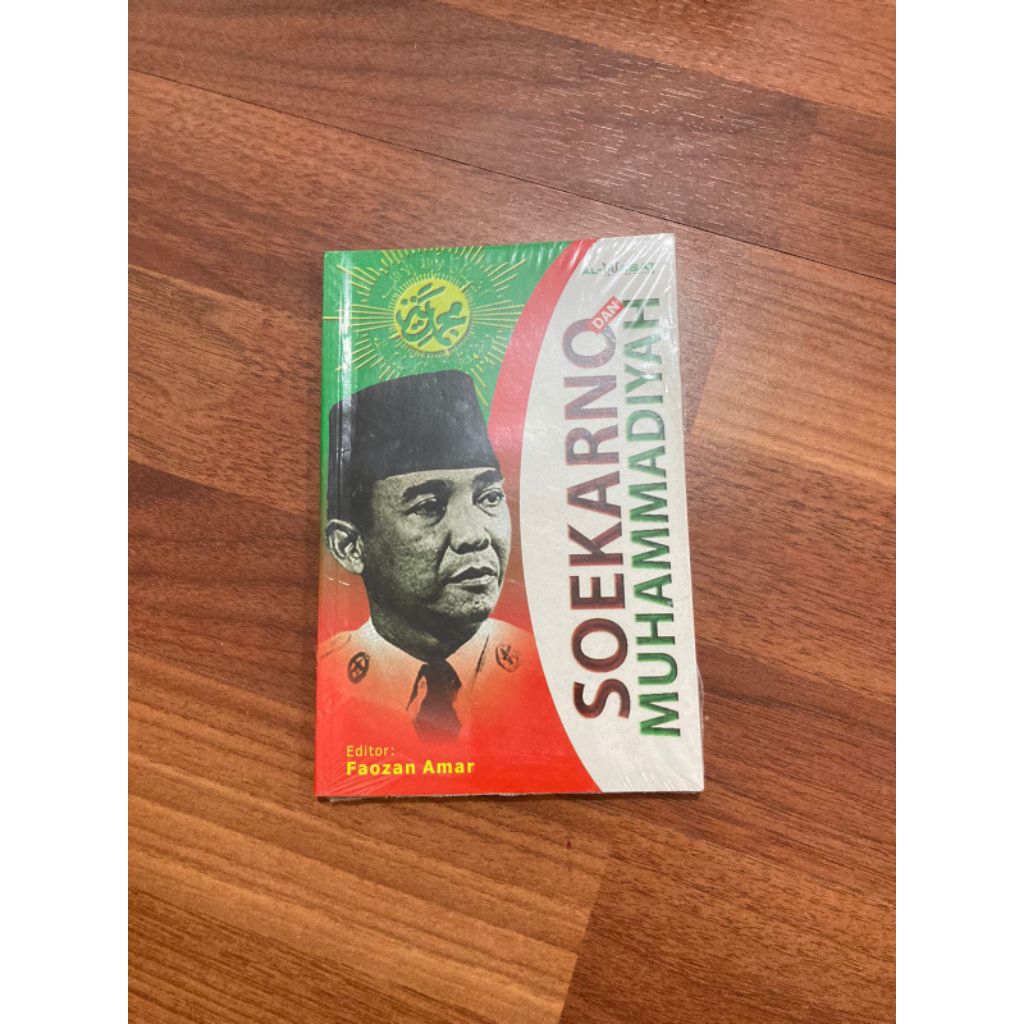 SOEKARNO
DAN
MUHAMMADIYAH
Editor:
Faozan Amar